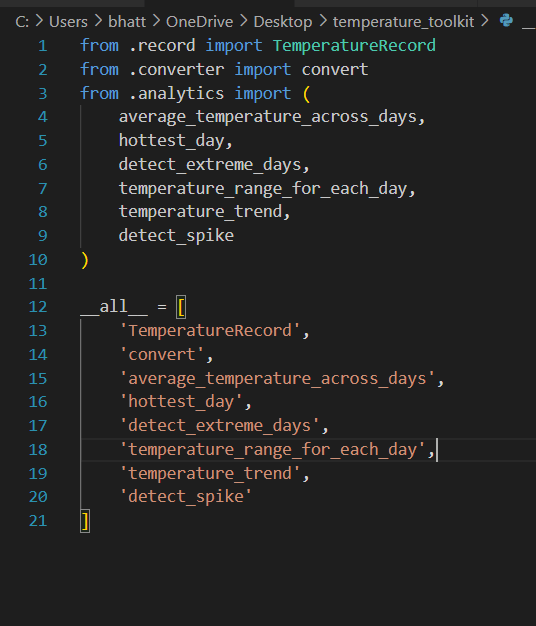 C: > Users > bhatt > OneDrive > Desktop > temperature_toolkit >
1 from .record import TemperatureRecord
2 from .converter import convert
3 from .analytics import (
4     average_temperature_across_days,
5     hottest_day,
6     detect_extreme_days,
7     temperature_range_for_each_day,
8     temperature_trend,
9     detect_spike
10 )
11
12 __all__ = [
13     'TemperatureRecord',
14     'convert',
15     'average_temperature_across_days',
16     'hottest_day',
17     'detect_extreme_days',
18     'temperature_range_for_each_day',
19     'temperature_trend',
20     'detect_spike'
21 ]